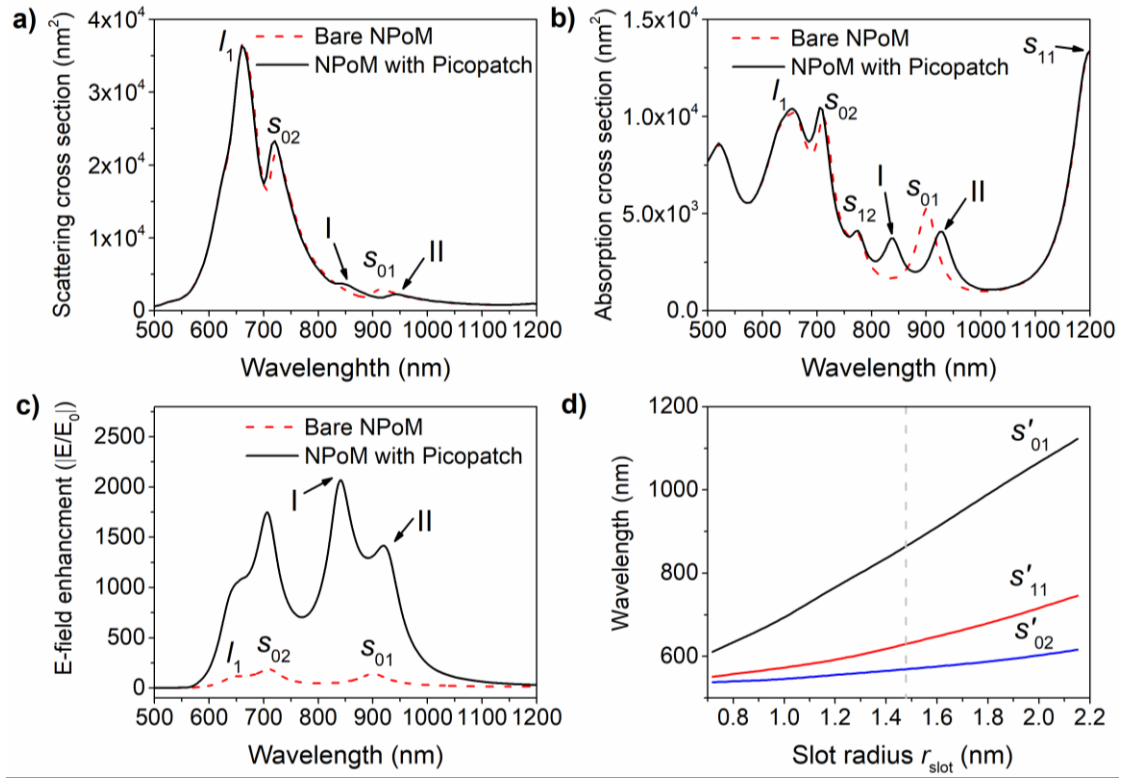 a)
Scattering cross section (nm²)
4x10⁴
3x10⁴
2x10⁴
1x10⁴
0
l₁
s₀₂
Bare NPoM
NPoM with Picopatch
I
s₀₁
II
500 600 700 800 900 1000 1100 1200
Wavelenghth (nm)
b)
Absorption cross section (nm²)
1.5x10⁴
1.0x10⁴
5.0x10³
0.0
Bare NPoM
NPoM with Picopatch
s₁₁
l₁
s₀₂
s₁₂
I
s₀₁
II
500 600 700 800 900 1000 1100 1200
Wavelength (nm)
c)
E-field enhancment (|E/E₀|)
2500
2000
1500
1000
500
0
Bare NPoM
NPoM with Picopatch
I
II
l₁
s₀₂
s₀₁
500 600 700 800 900 1000 1100 1200
Wavelength (nm)
d)
Wavelength (nm)
1200
1000
800
600
s′₀₁
s′₁₁
s′₀₂
0.8 1.0 1.2 1.4 1.6 1.8 2.0 2.2
Slot radius r_slot (nm)